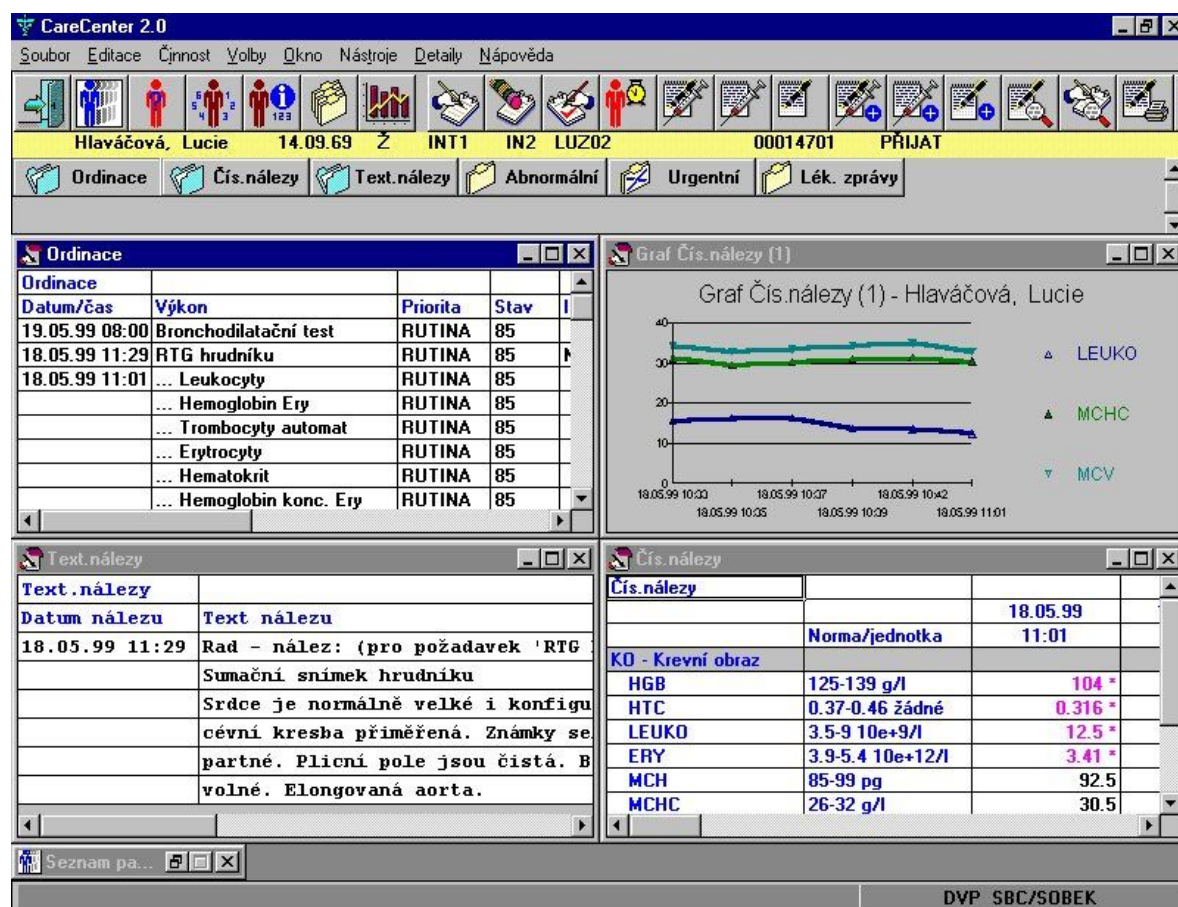 CareCenter 2.0
Soubor Editace Činnost Volby Okno Nástroje Detaily Nápověda
Hlaváčová, Lucie 14.09.69 Ž INT1 IN2 LUZ02 00014701 PŘIJAT
Ordinace Čís.nálezy Text.nálezy Abnormální Urgentní Lék. zprávy
Ordinace
Ordinace
Datum/čas Výkon Priorita Stav
19.05.99 08:00 Bronchodilatační test RUTINA 85
18.05.99 11:29 RTG hrudníku RUTINA 85
18.05.99 11:01 ... Leukocyty RUTINA 85
... Hemoglobin Ery RUTINA 85
... Trombocyty automat RUTINA 85
... Erytrocyty RUTINA 85
... Hematokrit RUTINA 85
... Hemoglobin konc. Ery RUTINA 85
Graf Čís.nálezy (1)
Graf Čís.nálezy (1) - Hlaváčová, Lucie
40
30
20
10
0
18.05.99 10:33 18.05.99 10:37 18.05.99 10:42
18.05.99 10:35 18.05.99 10:39 18.05.99 11:01
LEUKO
MCHC
MCV
Text.nálezy
Text.nálezy
Datum nálezu Text nálezu
18.05.99 11:29 Rad - nález: (pro požadavek 'RTG
Sumační snímek hrudníku
Srdce je normálně velké i konfigu
cévní kresba přiměřená. Známky se
partné. Plicní pole jsou čistá. B
volné. Elongovaná aorta.
Čís.nálezy
Čís.nálezy
18.05.99
Norma/jednotka 11:01
KO - Krevní obraz
HGB 125-139 g/l 104 *
HTC 0.37-0.46 žádné 0.316 *
LEUKO 3.5-9 10e+9/l 12.5 *
ERY 3.9-5.4 10e+12/l 3.41 *
MCH 85-99 pg 92.5
MCHC 26-32 g/l 30.5
Seznam pa...
DVP SBC/SOBEK